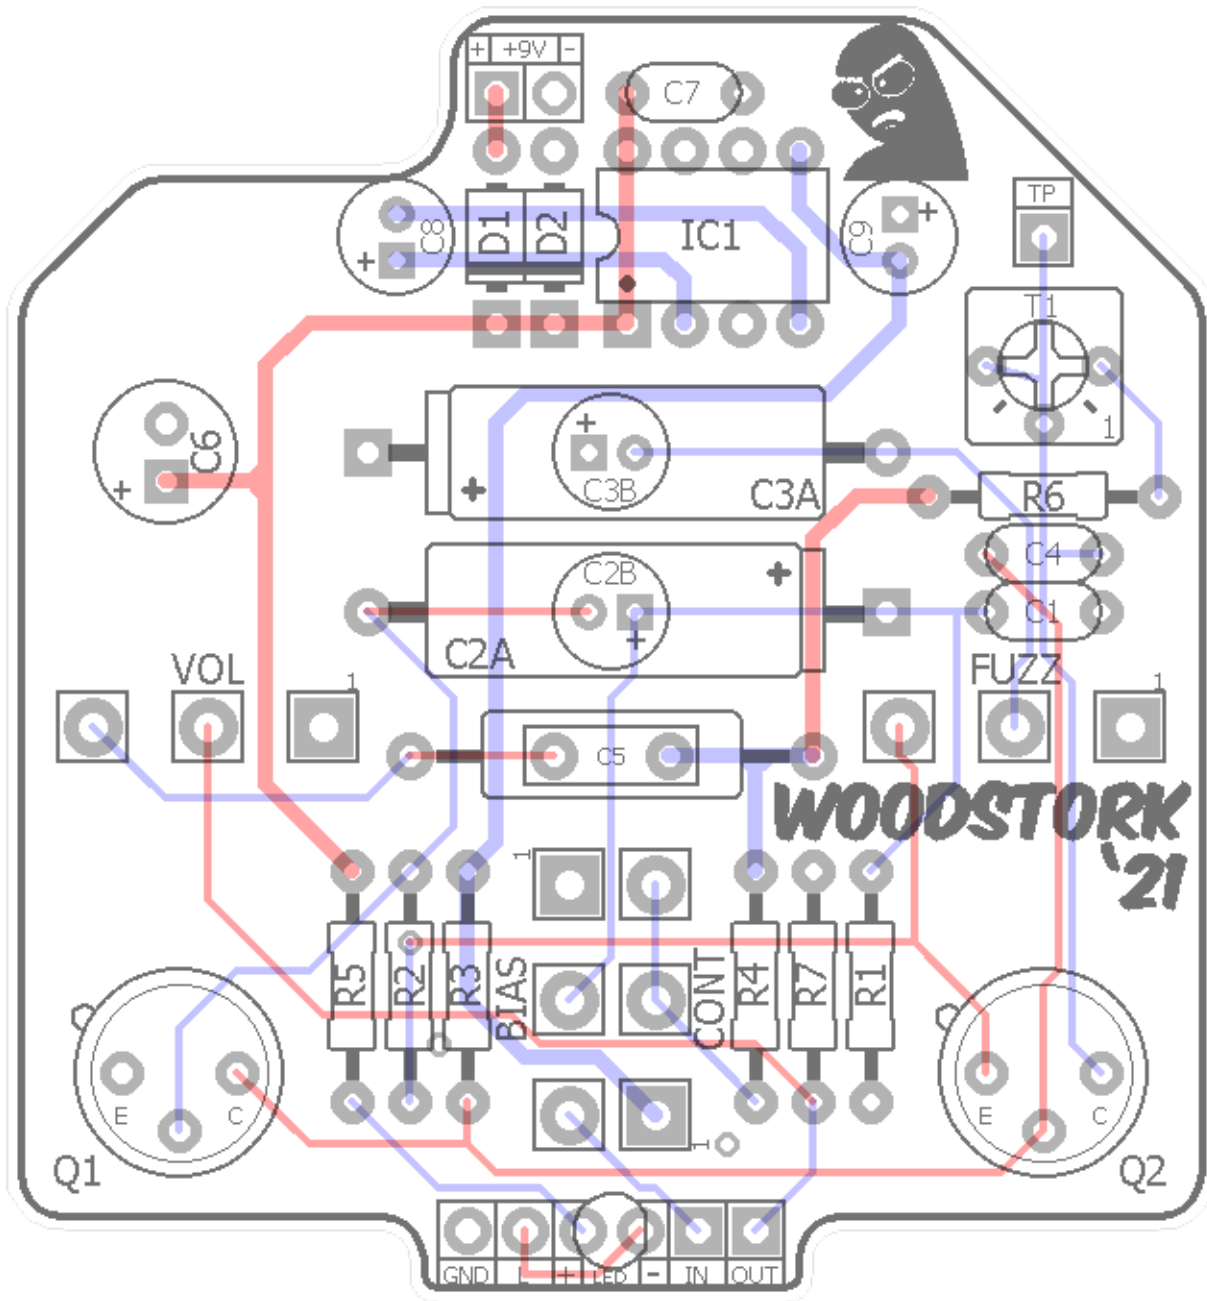 + +9V -
C7
TP
D1 D2 IC1
C8 +
C9 +
T1
1
C6 +
+
C3B
+ C3A
R6
C4
C2B +
C1
+
C2A
VOL
FUZZ
1
1
C5
WOODSTORK
'21
1
R5 R2 R3 BIAS CONT R4 R7 R1
E C
E C
1
Q1
Q2
GND L + LED - IN OUT